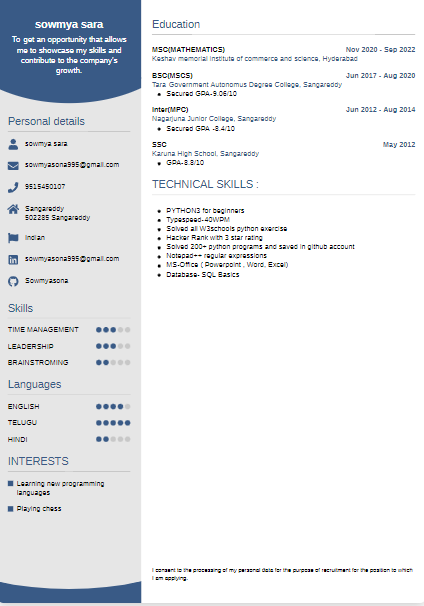 sowmya sara
To get an opportunity that allows
me to showcase my skills and
contribute to the company's
growth.
Personal details
sowmya sara
sowmyasona995@gmail.com
9515450107
Sangareddy
502285 Sangareddy
Indian
sowmyasona995@gmail.com
Sowmyasona
Skills
TIME MANAGEMENT
LEADERSHIP
BRAINSTROMING
Languages
ENGLISH
TELUGU
HINDI
INTERESTS
Learning new programming
languages
Playing chess
Education
MSC(MATHEMATICS) Nov 2020 - Sep 2022
Keshav memorial institute of commerce and science, Hyderabad
BSC(MSCS) Jun 2017 - Aug 2020
Tara Government Autonomus Degree College, Sangareddy
Secured GPA-9.06/10
Inter(MPC) Jun 2012 - Aug 2014
Nagarjuna Junior College, Sangareddy
Secured GPA -8.4/10
SSC May 2012
Karuna High School, Sangareddy
GPA-8.8/10
TECHNICAL SKILLS :
PYTHON3 for beginners
Typespeed-40WPM
Solved all W3schools python exercise
Hacker Rank with 3 star rating
Solved 200+ python programs and saved in github account
Notepad++ regular expressions
MS-Office ( Powerpoint , Word, Excel)
Database- SQL Basics
I consent to the processing of my personal data for the purpose of recruitment for the position to which
I am applying.